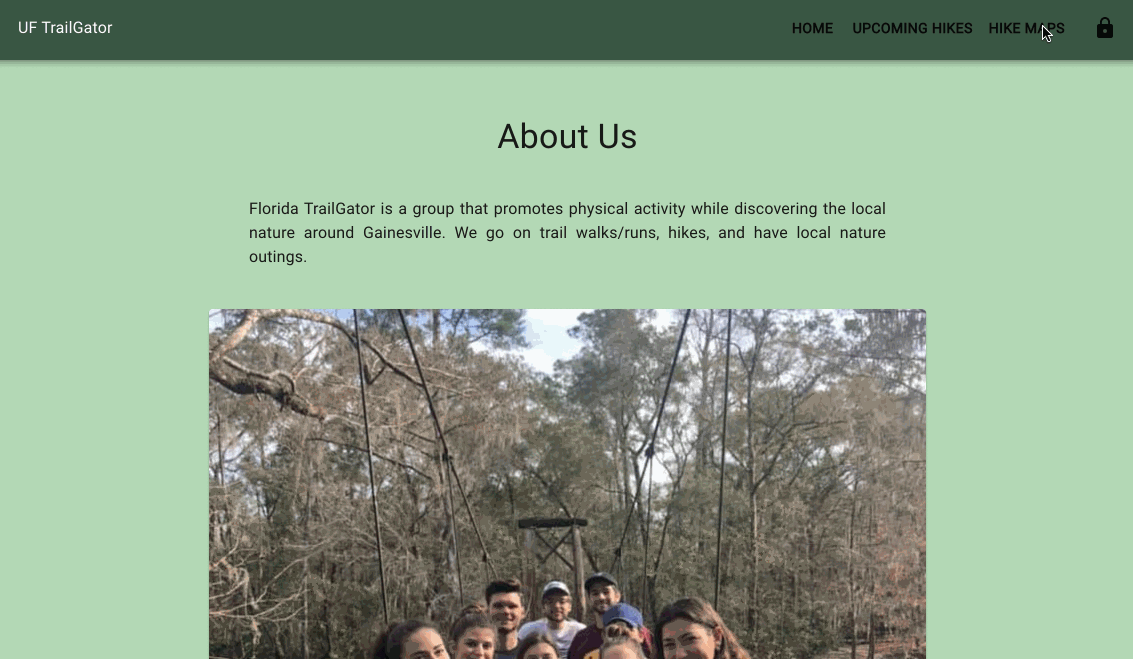 UF TrailGator
HOME UPCOMING HIKES HIKE MAPS
About Us
Florida TrailGator is a group that promotes physical activity while discovering the local
nature around Gainesville. We go on trail walks/runs, hikes, and have local nature
outings.